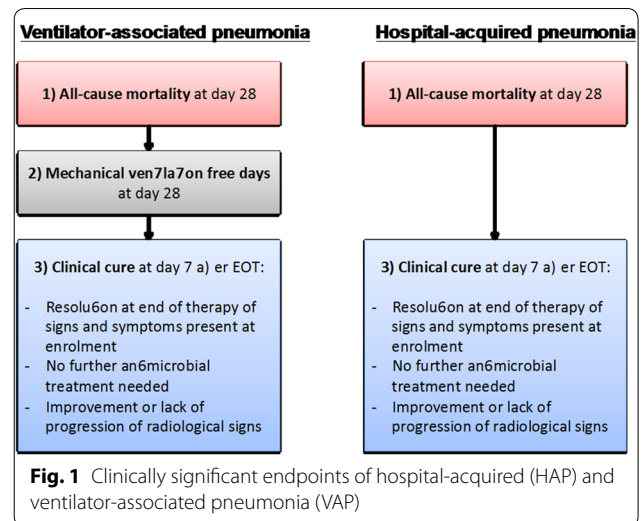 Ventilator-associated pneumonia
1) All-cause mortality at day 28
2) Mechanical ven7la7on free days
at day 28
3) Clinical cure at day 7 a) er EOT:
- Resolu6on at end of therapy of
signs and symptoms present at
enrolment
- No further an6microbial
treatment needed
- Improvement or lack of
progression of radiological signs
Hospital-acquired pneumonia
1) All-cause mortality at day 28
3) Clinical cure at day 7 a) er EOT:
- Resolu6on at end of therapy of
signs and symptoms present at
enrolment
- No further an6microbial
treatment needed
- Improvement or lack of
progression of radiological signs
Fig. 1 Clinically significant endpoints of hospital-acquired (HAP) and
ventilator-associated pneumonia (VAP)